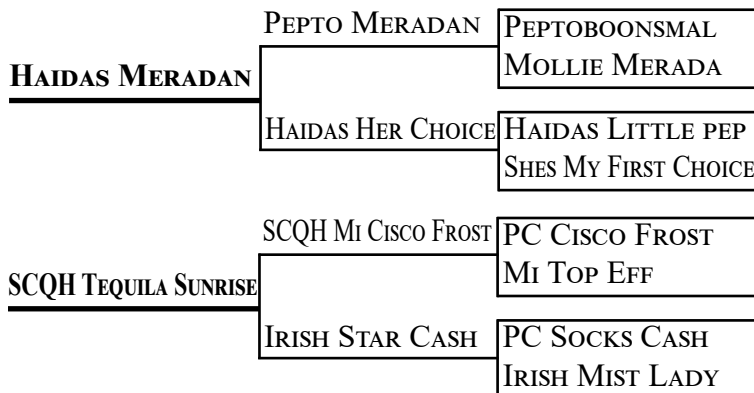 Pepto Meradan
Peptoboonsmal
Mollie Merada
Haidas Meradan
Haidas Her Choice
Haidas Little pep
Shes My First Choice
SCQH Mi Cisco Frost
PC Cisco Frost
Mi Top Eff
SCQH Tequila Sunrise
Irish Star Cash
PC Socks Cash
Irish Mist Lady